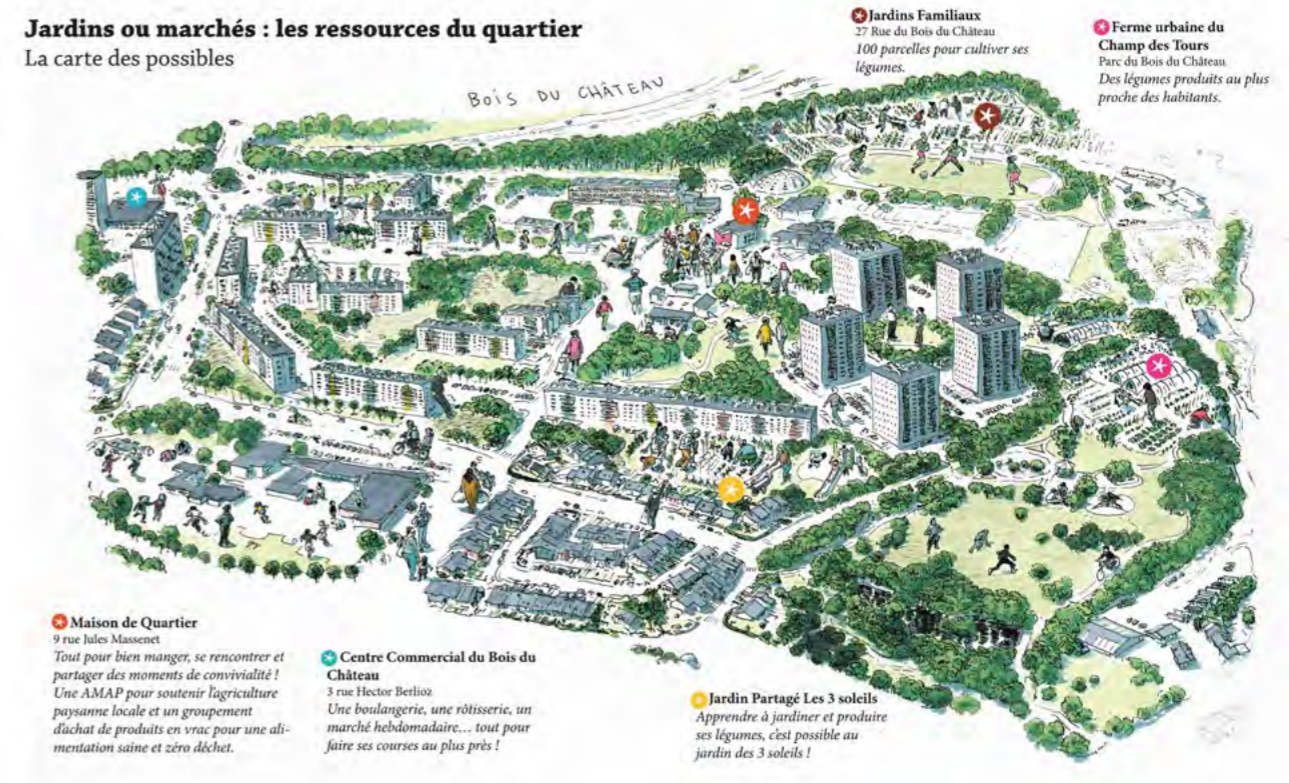 Jardins ou marchés : les ressources du quartier
La carte des possibles
Jardins Familiaux
27 Rue du Bois du Château
100 parcelles pour cultiver ses
légumes.
Ferme urbaine du
Champ des Tours
Parc du Bois du Château
Des légumes produits au plus
proche des habitants.
BOIS DU CHÂTEAU
Maison de Quartier
9 rue Jules Massenet
Tout pour bien manger, se rencontrer et
partager des moments de convivialité !
Une AMAP pour soutenir l'agriculture
paysanne locale et un groupement
d'achat de produits en vrac pour une ali-
mentation saine et zéro déchet.
Centre Commercial du Bois du
Château
3 rue Hector Berlioz
Une boulangerie, une rôtisserie, un
marché hebdomadaire... tout pour
faire ses courses au plus près !
Jardin Partagé Les 3 soleils
Apprendre à jardiner et produire
ses légumes, c'est possible au
jardin des 3 soleils !